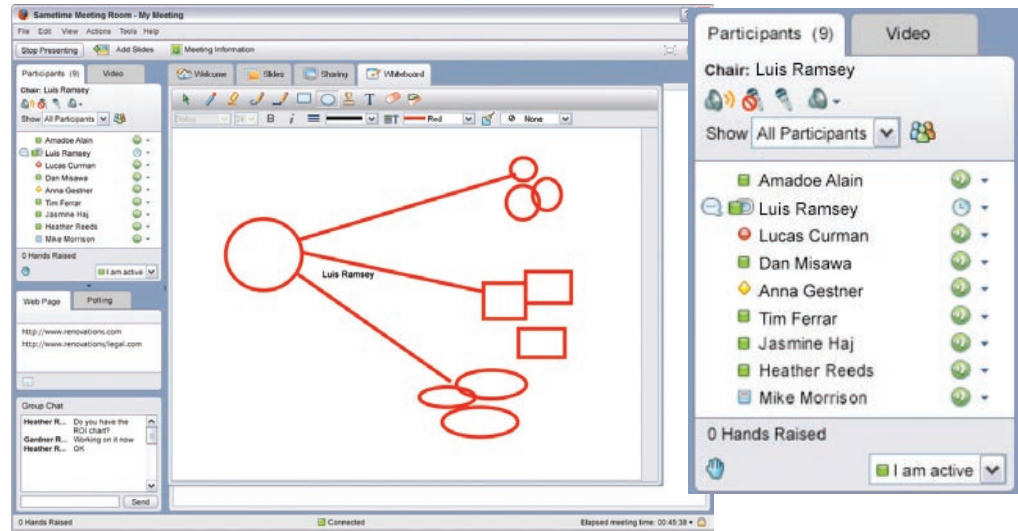 Sametime Meeting Room - My Meeting
File Edit View Actions Tools Help
Stop Presenting Add Slides Meeting Information
Participants (9) Video
Chair: Luis Ramsey
Show All Participants
Amadoe Alain
Luis Ramsey
Lucas Curman
Dan Misawa
Anna Gestner
Tim Ferrar
Jasmine Haj
Heather Reeds
Mike Morrison
0 Hands Raised
I am active
Web Page Polling
http://www.renovations.com
http://www.renovations/legal.com
Group Chat
Heather R... Do you have the
ROI chart?
Gardner R... Working on it now
Heather R... OK
Send
Welcome Slides Sharing Whiteboard
T
B i Red None
Luis Ramsey
0 Hands Raised Connected Elapsed meeting time: 00:45:38
Participants (9) Video
Chair: Luis Ramsey
Show All Participants
Amadoe Alain
Luis Ramsey
Lucas Curman
Dan Misawa
Anna Gestner
Tim Ferrar
Jasmine Haj
Heather Reeds
Mike Morrison
0 Hands Raised
I am active